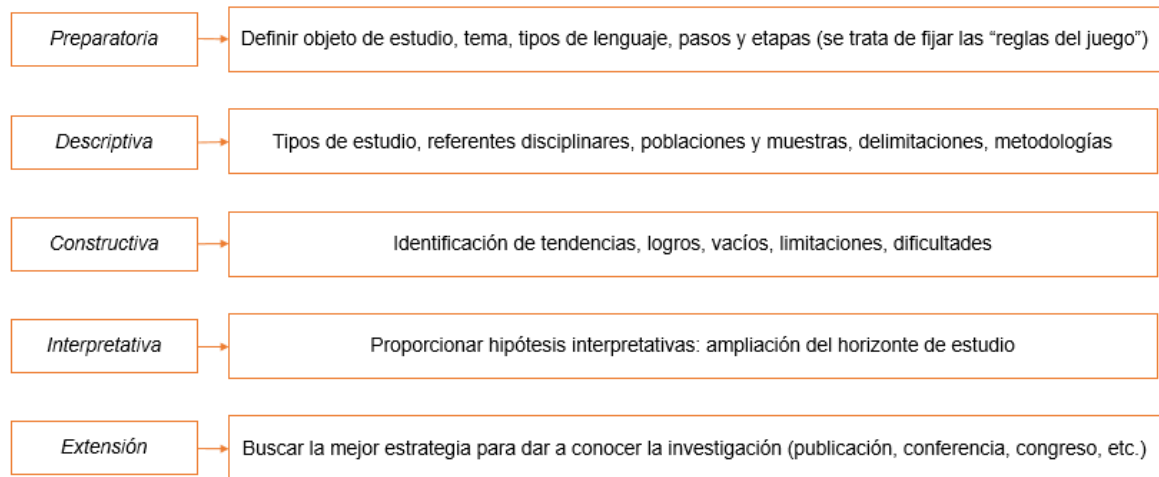 Preparatoria
Definir objeto de estudio, tema, tipos de lenguaje, pasos y etapas (se trata de fijar las “reglas del juego”)
Descriptiva
Tipos de estudio, referentes disciplinares, poblaciones y muestras, delimitaciones, metodologías
Constructiva
Identificación de tendencias, logros, vacíos, limitaciones, dificultades
Interpretativa
Proporcionar hipótesis interpretativas: ampliación del horizonte de estudio
Extensión
Buscar la mejor estrategia para dar a conocer la investigación (publicación, conferencia, congreso, etc.)